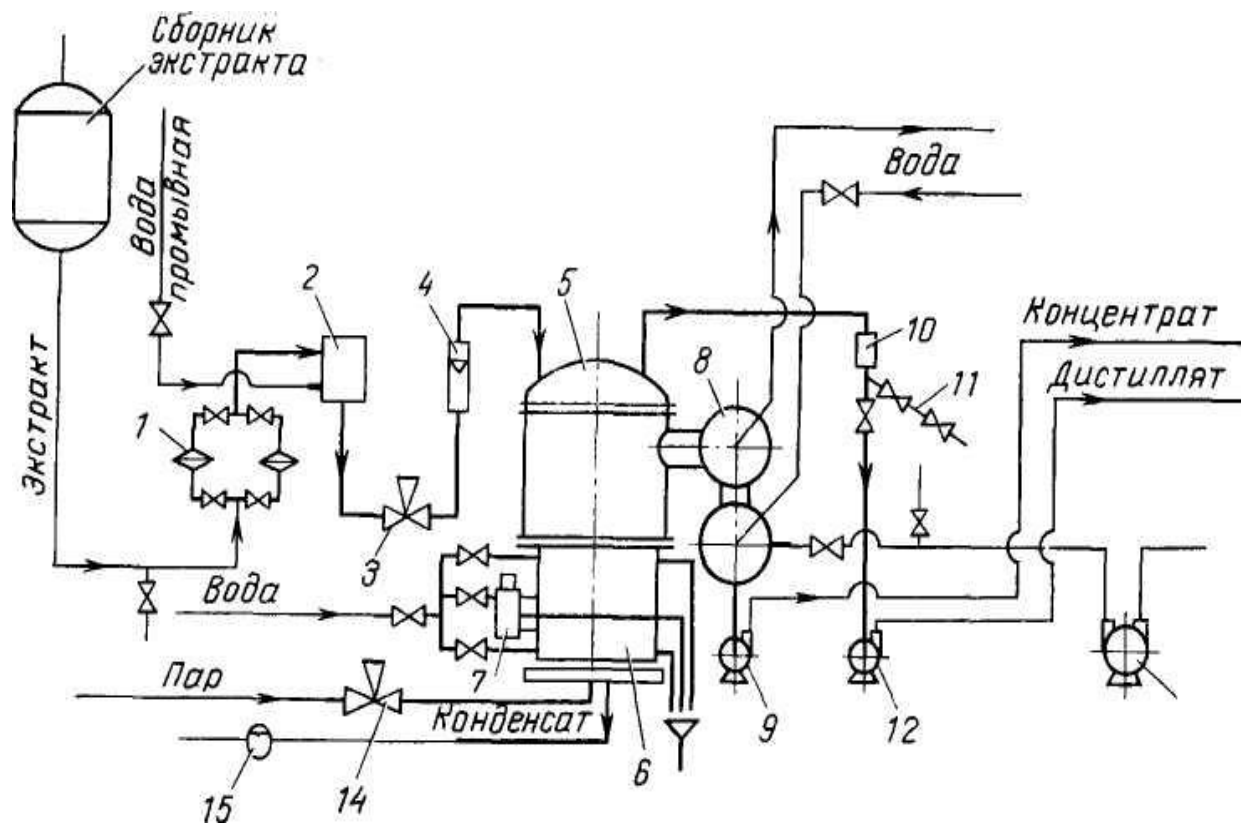 Сборник
экстракта
Вода
промывная
Экстракт
Вода
Вода
Пар
Конденсат
Концентрат
Дистиллят
1
2
3
4
5
6
7
8
9
10
11
12
14
15